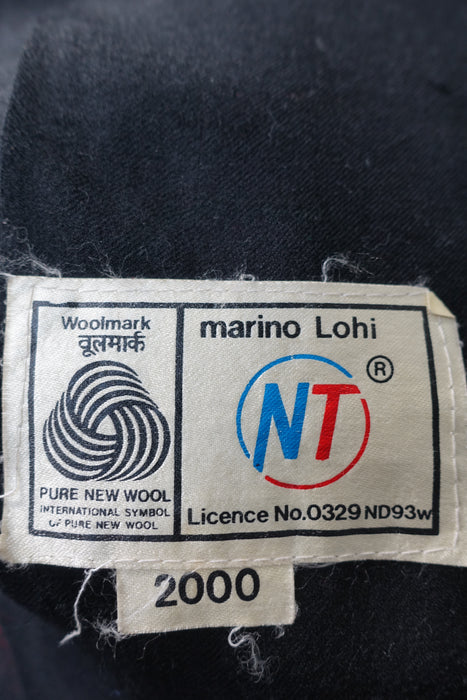 Woolmark
वूलमार्क
PURE NEW WOOL
INTERNATIONAL SYMBOL
OF PURE NEW WOOL
marino Lohi
NT ®
Licence No.0329 ND93w
2000